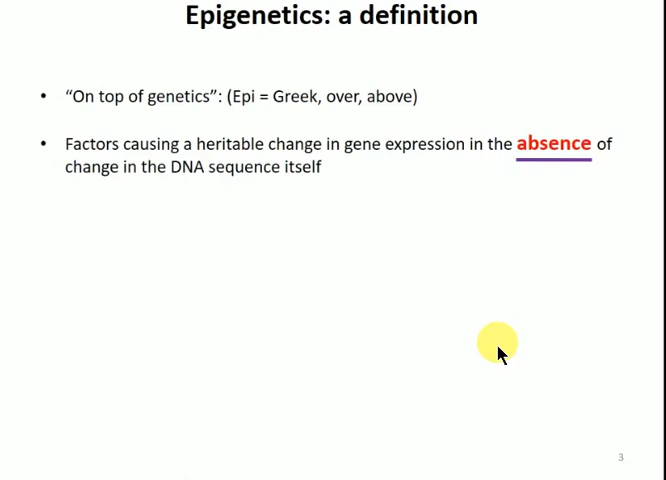 Epigenetics: a definition
• “On top of genetics”: (Epi = Greek, over, above)
• Factors causing a heritable change in gene expression in the absence of
change in the DNA sequence itself
3